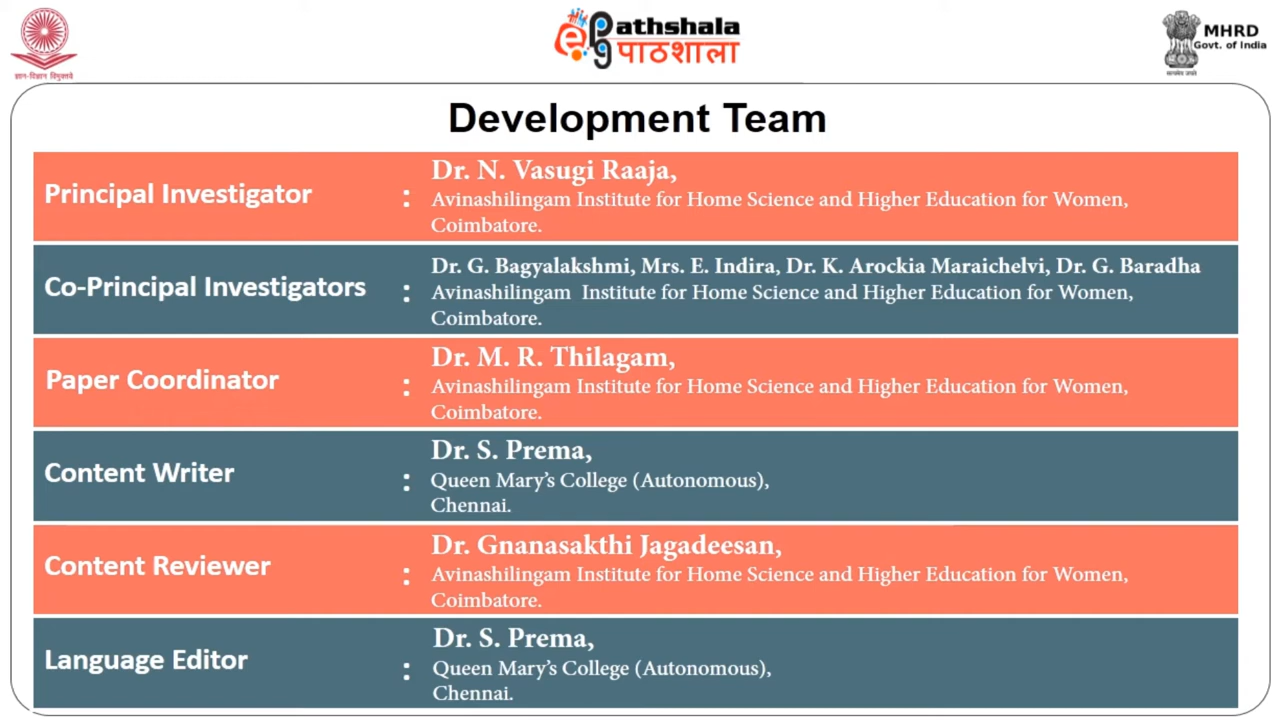 ज्ञान-विज्ञान विमुक्तये
ePathshala
पाठशाला
MHRD
Govt. of India
सत्यमेव जयते
Development Team
Principal Investigator : Dr. N. Vasugi Raaja,
Avinashilingam Institute for Home Science and Higher Education for Women,
Coimbatore.
Co-Principal Investigators : Dr. G. Bagyalakshmi, Mrs. E. Indira, Dr. K. Arockia Maraichelvi, Dr. G. Baradha
Avinashilingam Institute for Home Science and Higher Education for Women,
Coimbatore.
Paper Coordinator : Dr. M. R. Thilagam,
Avinashilingam Institute for Home Science and Higher Education for Women,
Coimbatore.
Content Writer : Dr. S. Prema,
Queen Mary’s College (Autonomous),
Chennai.
Content Reviewer : Dr. Gnanasakthi Jagadeesan,
Avinashilingam Institute for Home Science and Higher Education for Women,
Coimbatore.
Language Editor : Dr. S. Prema,
Queen Mary’s College (Autonomous),
Chennai.